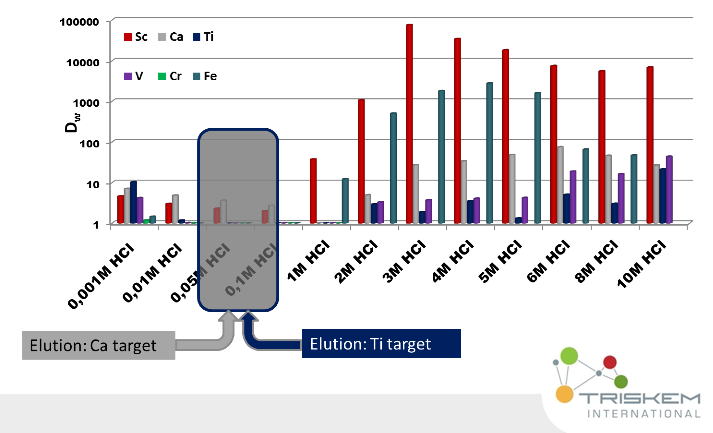 100000
10000
1000
100
10
1
Dw
Sc Ca Ti
V Cr Fe
0,001M HCl
0,01M HCl
0,05M HCl
0,1M HCl
1M HCl
2M HCl
3M HCl
4M HCl
5M HCl
6M HCl
8M HCl
10M HCl
Elution: Ca target
Elution: Ti target
TRISKEM
INTERNATIONAL